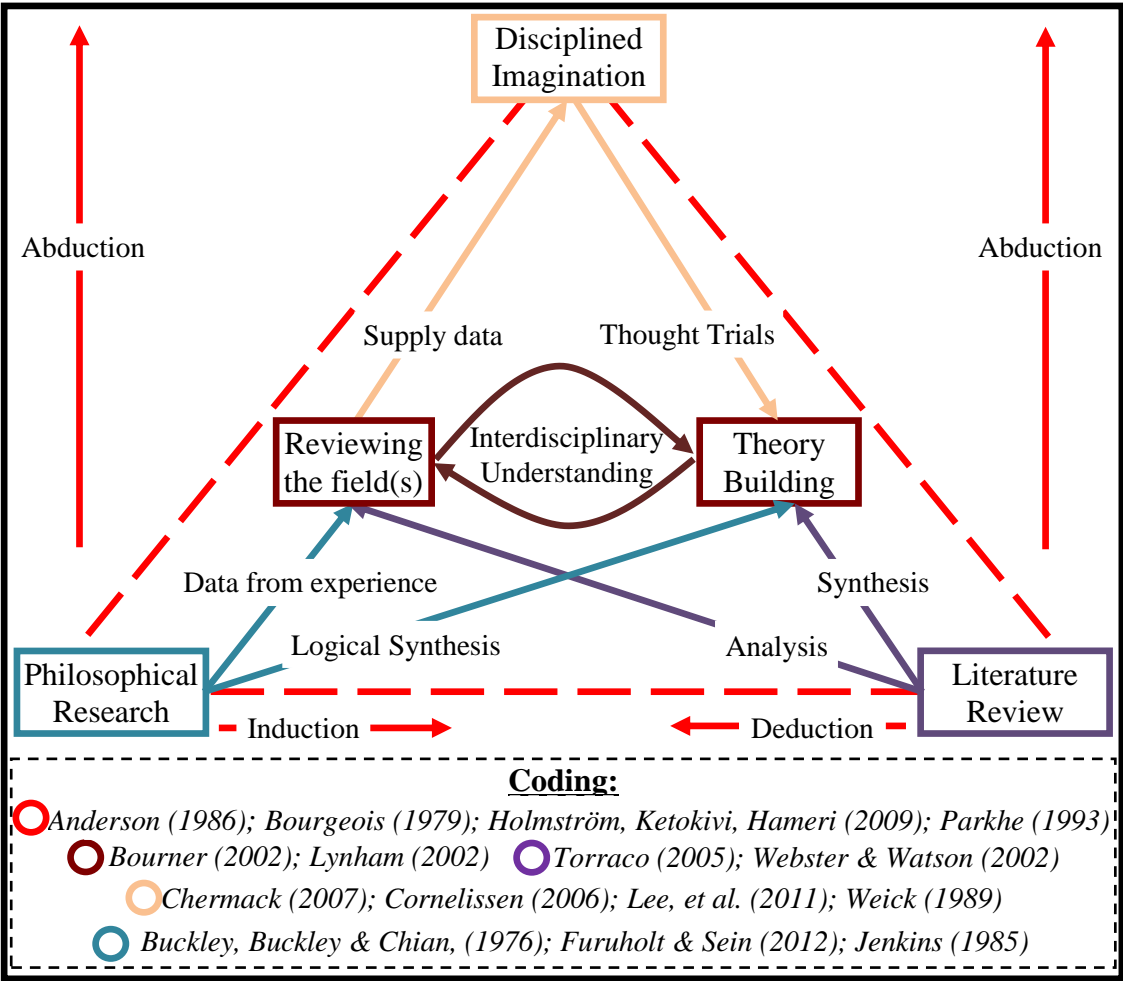 Disciplined
Imagination
Abduction
Abduction
Supply data
Thought Trials
Reviewing
the field(s)
Interdisciplinary
Understanding
Theory
Building
Data from experience
Synthesis
Logical Synthesis
Analysis
Philosophical
Research
Literature
Review
Induction
Deduction
Coding:
Anderson (1986); Bourgeois (1979); Holmström, Ketokivi, Hameri (2009); Parkhe (1993)
Bourner (2002); Lynham (2002) Torraco (2005); Webster & Watson (2002)
Chermack (2007); Cornelissen (2006); Lee, et al. (2011); Weick (1989)
Buckley, Buckley & Chian, (1976); Furuholt & Sein (2012); Jenkins (1985)